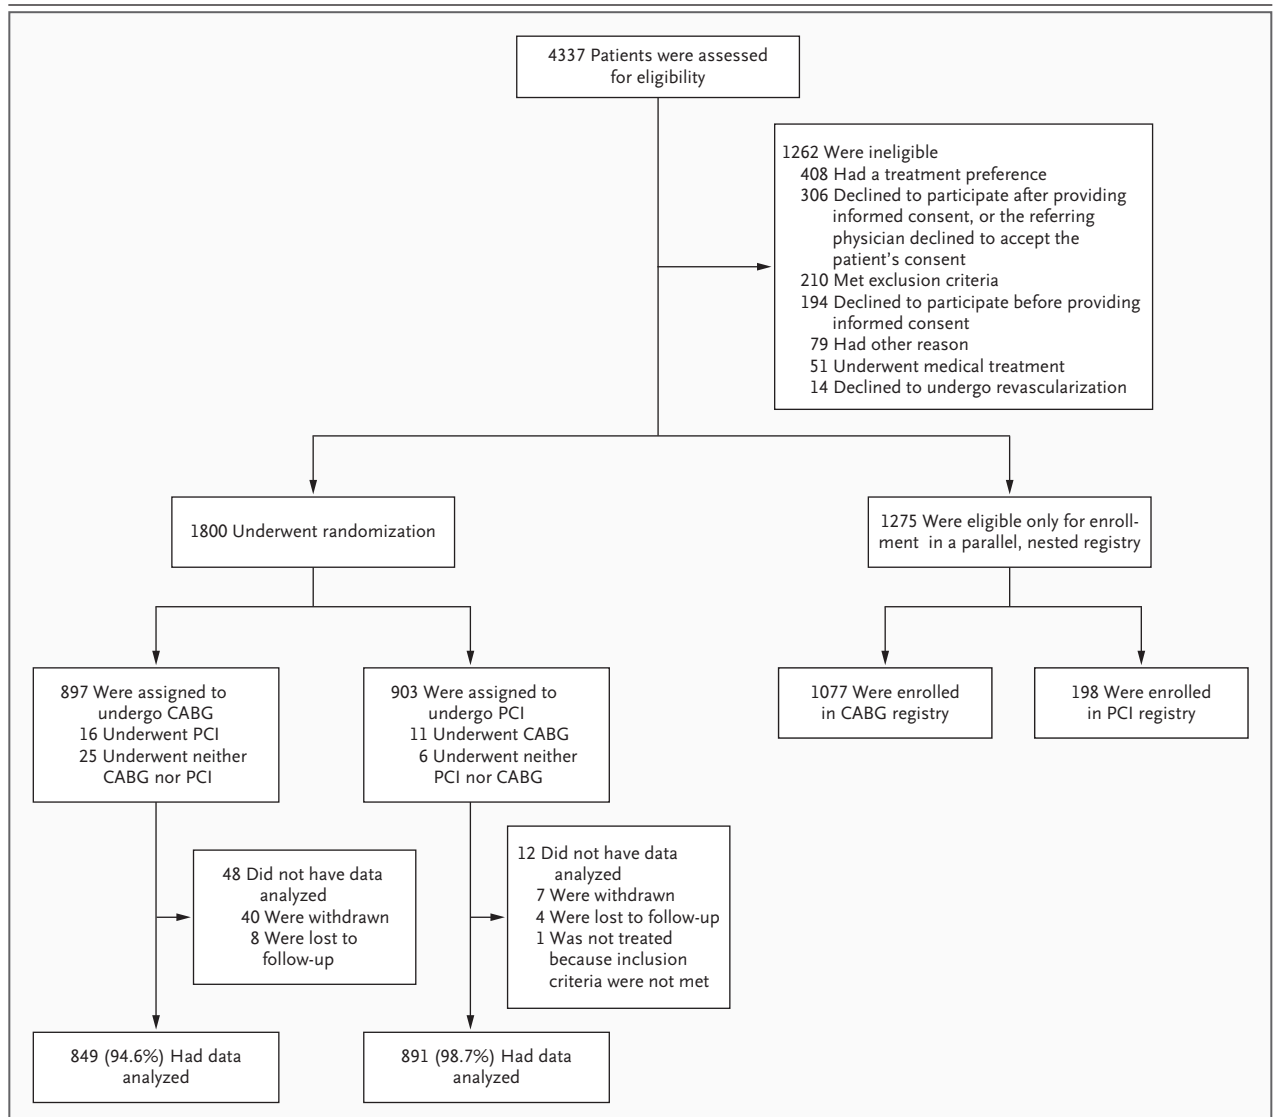 4337 Patients were assessed
for eligibility
1262 Were ineligible
408 Had a treatment preference
306 Declined to participate after providing
informed consent, or the referring
physician declined to accept the
patient's consent
210 Met exclusion criteria
194 Declined to participate before providing
informed consent
79 Had other reason
51 Underwent medical treatment
14 Declined to undergo revascularization
1800 Underwent randomization
1275 Were eligible only for enroll-
ment in a parallel, nested registry
897 Were assigned to
undergo CABG
16 Underwent PCI
25 Underwent neither
CABG nor PCI
903 Were assigned to
undergo PCI
11 Underwent CABG
6 Underwent neither
PCI nor CABG
1077 Were enrolled
in CABG registry
198 Were enrolled
in PCI registry
48 Did not have data
analyzed
40 Were withdrawn
8 Were lost to
follow-up
12 Did not have data
analyzed
7 Were withdrawn
4 Were lost to follow-up
1 Was not treated
because inclusion
criteria were not met
849 (94.6%) Had data
analyzed
891 (98.7%) Had data
analyzed